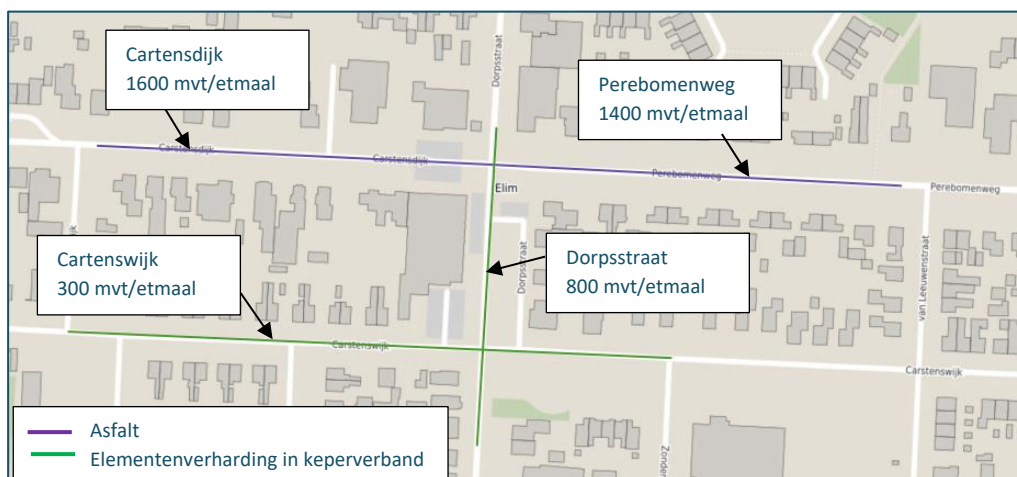 Dorpsstraat
Cartensdijk
1600 mvt/etmaal
Perebomenweg
1400 mvt/etmaal
Carstensdijk
Carstensdijk
Perebomenweg
Perebomenweg
Elim
Cartenswijk
300 mvt/etmaal
Dorpsstraat
Dorpsstraat
800 mvt/etmaal
van Leeuwenstraat
Carstenswijk
Carstenswijk
Asfalt
Elementenverharding in keperverband